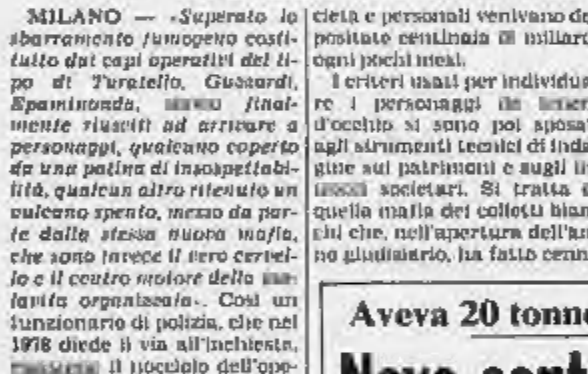 MILANO — «Superato lo
sbarramento fumogeno costi-
tuito dai capi operativi del ti-
po di Turatello, Guzzardi,
Epaminonda, final-
mente riusciti ad arrivare a
personaggi, qualcuno coperto
da una patina di insospettabi-
lità, qualcun altro ritenuto un
vulcano spento, messo da par-
te dalla stessa nuova mafia,
che sono invece il vero cervel-
lo e il centro motore della
organizzata». Così un
funzionario di polizia, che nel
1978 diede il via all'inchiesta,
il nocciolo dell'ope-
cietà e personali venivano de
positate centinaia di miliard
ogni pochi mesi.
I criteri usati per individua
re i personaggi da
d'occhio si sono poi sposat
agli strumenti tecnici di inda
gine sui patrimoni e sugli in
societari. Si tratta d
quella mafia dei colletti bian
chi che, nell'apertura dell'an
no giudiziario, ha fatto cenn
Aveva 20 tonne